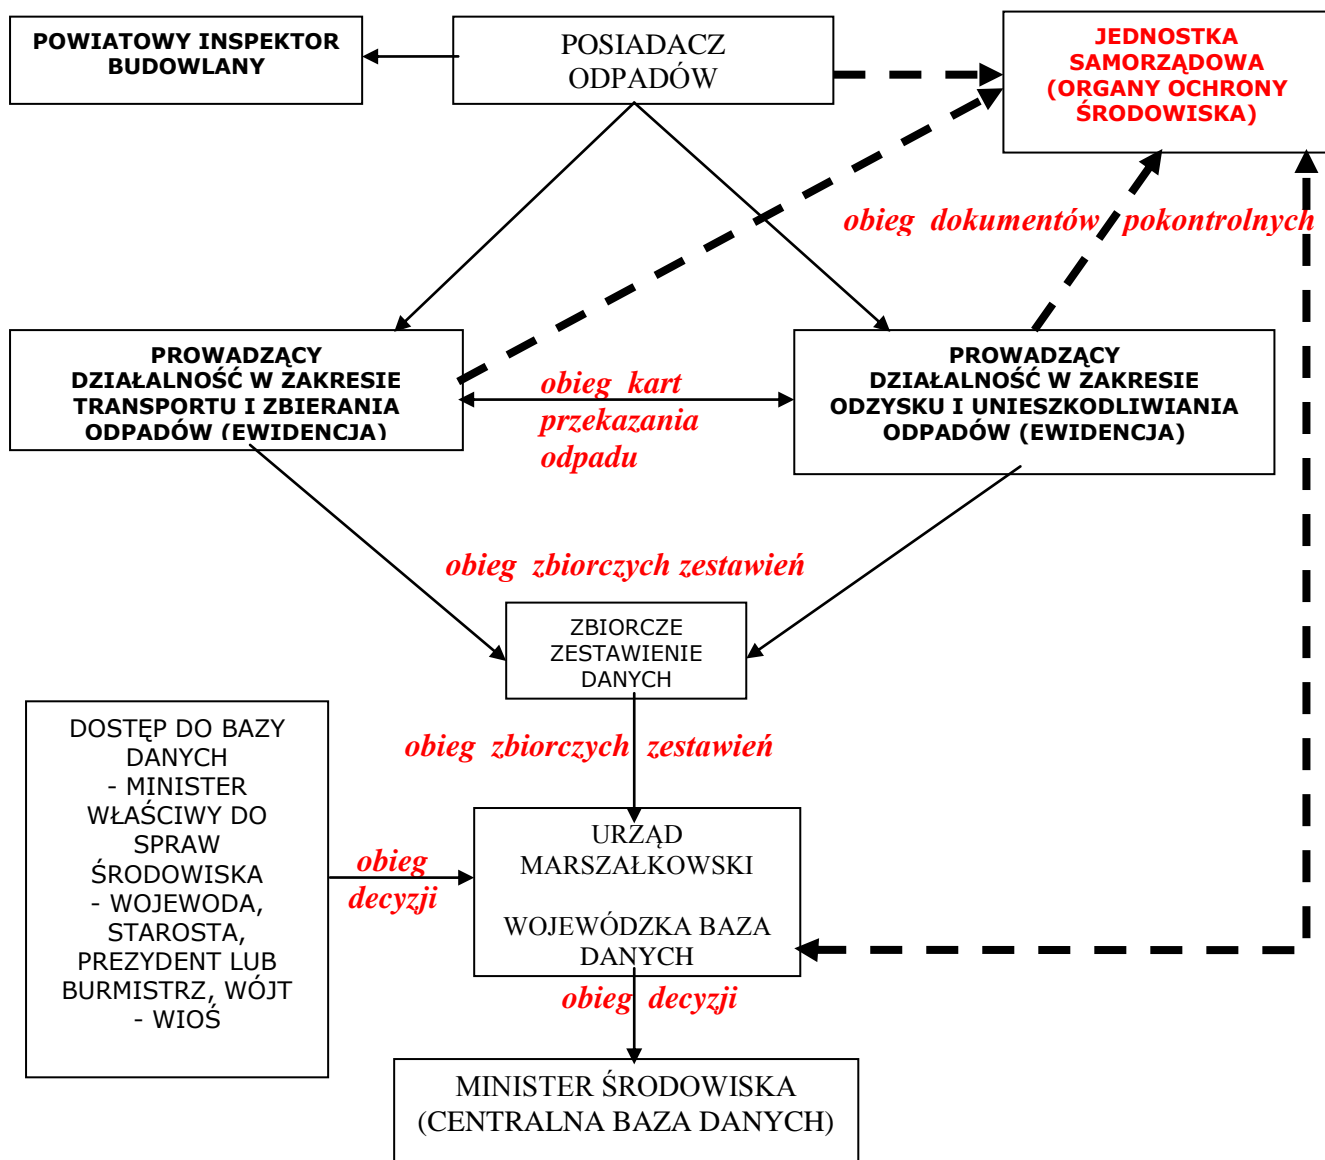 POWIATOWY INSPEKTOR
BUDOWLANY
POSIADACZ
ODPADÓW
JEDNOSTKA
SAMORZĄDOWA
(ORGANY OCHRONY
ŚRODOWISKA)
obieg dokumentów pokontrolnych
PROWADZĄCY
DZIAŁALNOŚĆ W ZAKRESIE
TRANSPORTU I ZBIERANIA
ODPADÓW (EWIDENCJA)
obieg kart
przekazania
odpadu
PROWADZĄCY
DZIAŁALNOŚĆ W ZAKRESIE
ODZYSKU I UNIESZKODLIWIANIA
ODPADÓW (EWIDENCJA)
obieg zbiorczych zestawień
ZBIORCZE
ZESTAWIENIE
DANYCH
obieg zbiorczych zestawień
DOSTĘP DO BAZY
DANYCH
- MINISTER
WŁAŚCIWY DO
SPRAW
ŚRODOWISKA
- WOJEWODA,
STAROSTA,
PREZYDENT LUB
BURMISTRZ, WÓJT
- WIOŚ
obieg
decyzji
URZĄD
MARSZAŁKOWSKI
WOJEWÓDZKA BAZA
DANYCH
obieg decyzji
MINISTER ŚRODOWISKA
(CENTRALNA BAZA DANYCH)